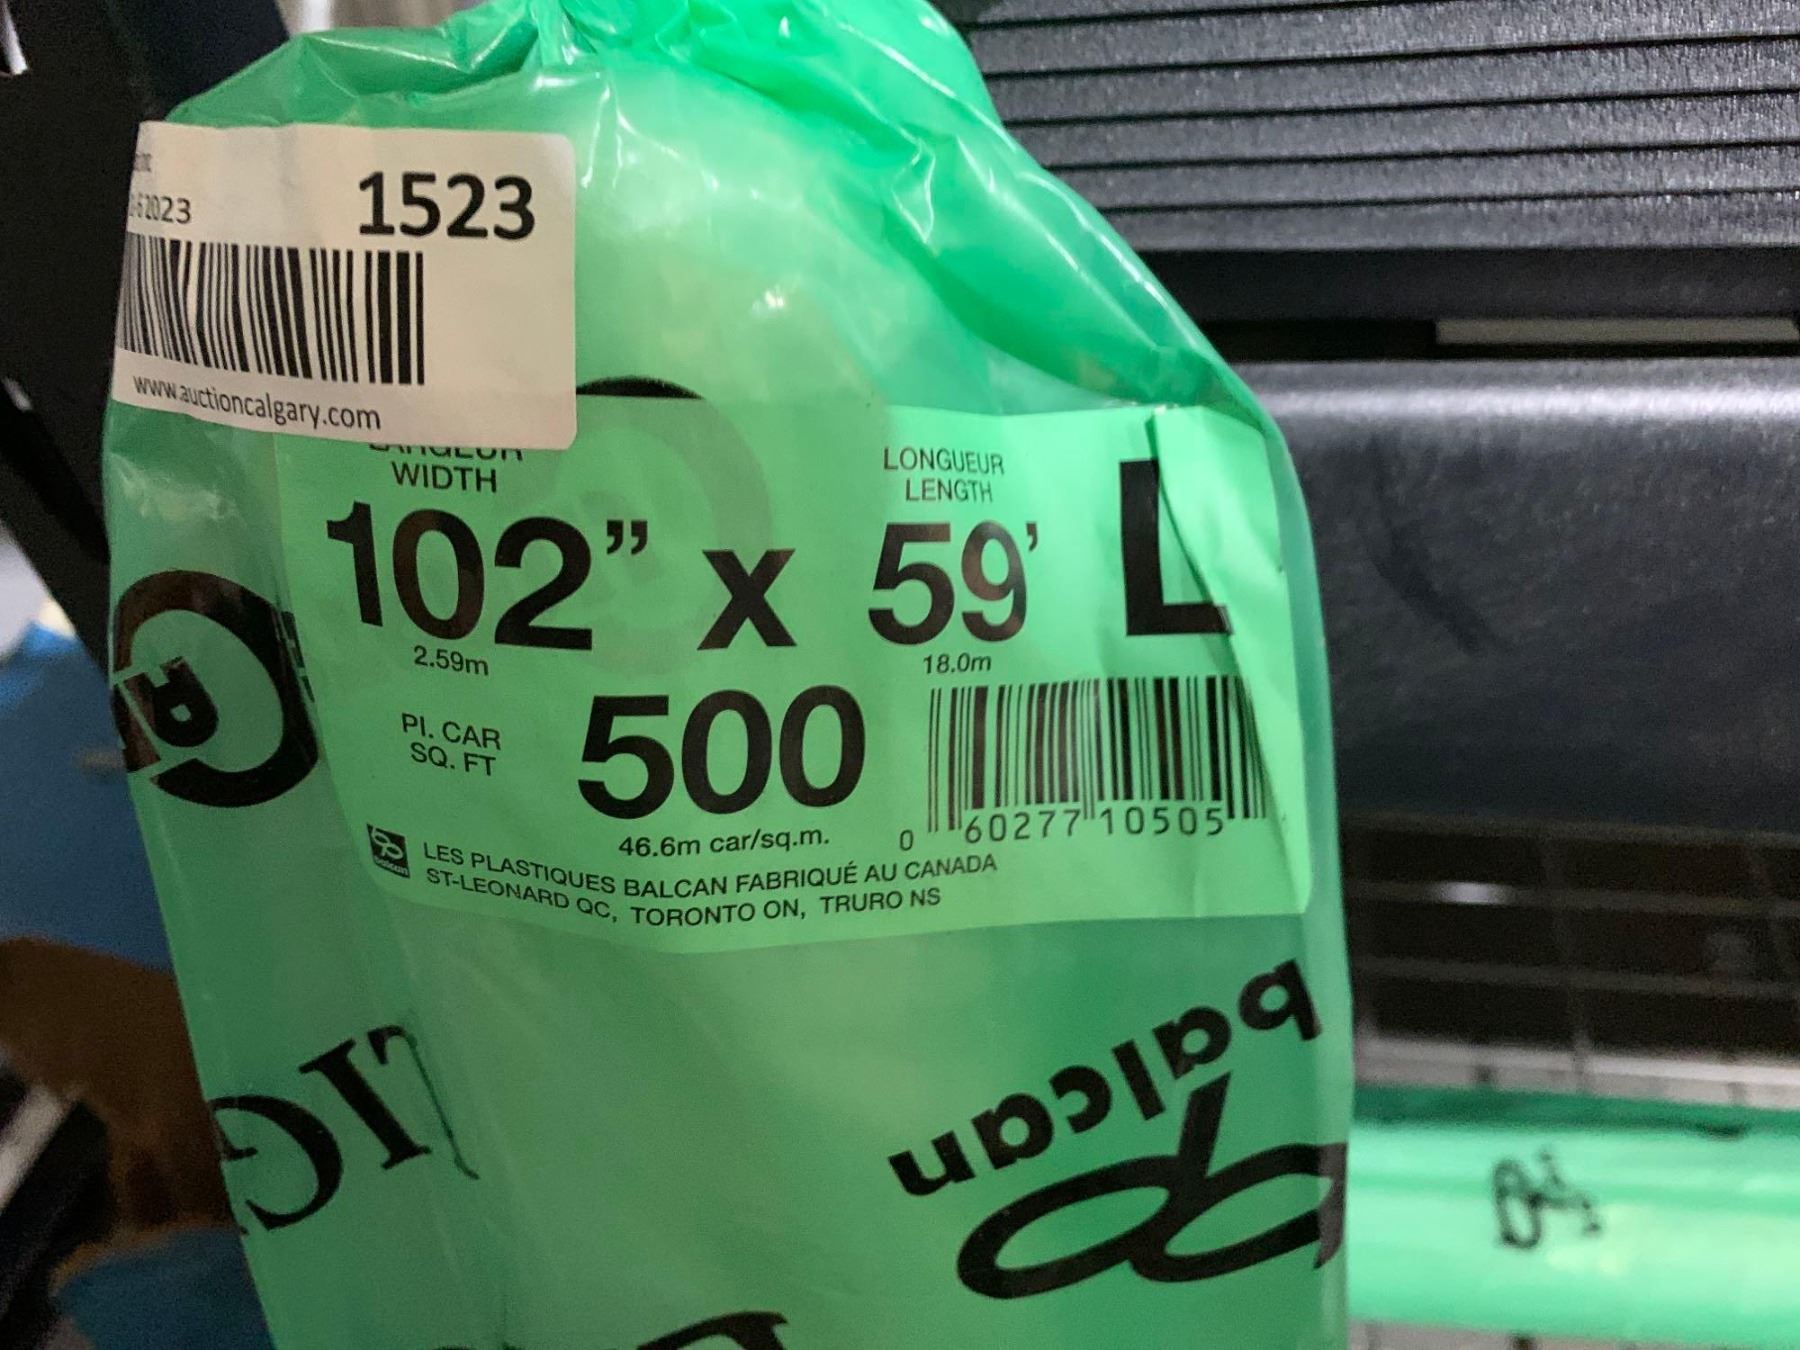 1523
2023
www.auctioncalgary.com
LARGEUR
WIDTH
LONGUEUR
LENGTH
102” x 59’ L
2.59m
18.0m
PI. CAR
SQ. FT
500
46.6m car/sq.m.
0 60277 10505
LES PLASTIQUES BALCAN FABRIQUÉ AU CANADA
ST-LEONARD QC, TORONTO ON, TRURO NS
balcan
balcan